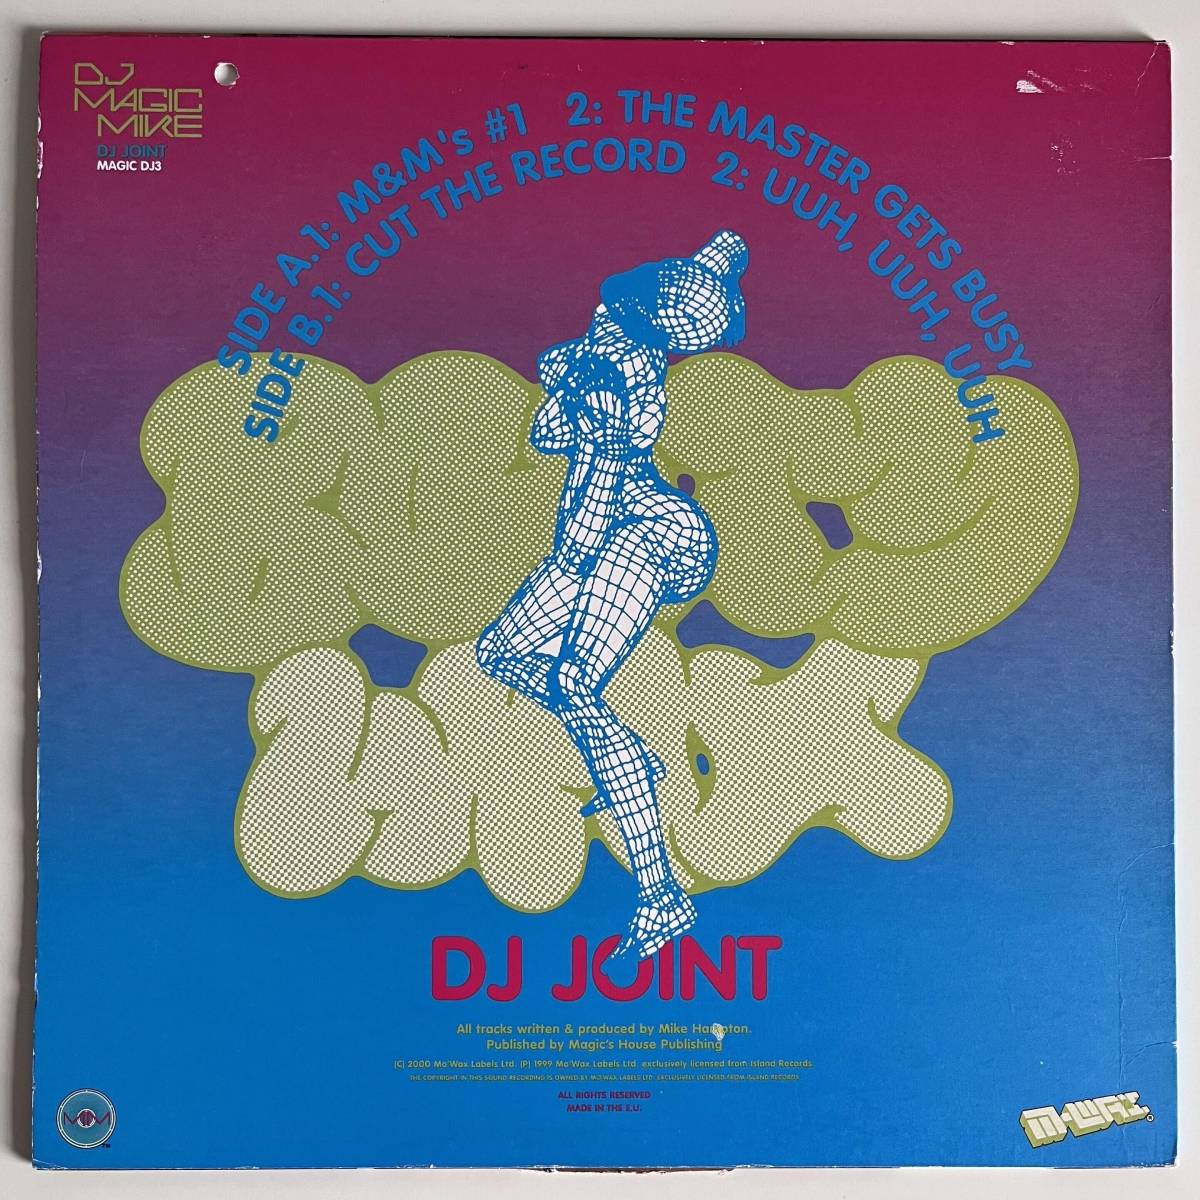 DJ
MAGIC
MIKE
DJ JOINT
MAGIC DJ3
SIDE A.1: M&M's #1 2: THE MASTER GETS BUSY
SIDE B.1: CUT THE RECORD 2: UUH, UUH, UUH
DJ JOINT
All tracks written & produced by Mike Hampton.
Published by Magic's House Publishing
(C) 2000 Mo'Wax Labels Ltd. (P) 1999 Mo'Wax Labels Ltd. exclusively licensed from Island Records.
THE COPYRIGHT IN THIS SOUND RECORDING IS OWNED BY MO'WAX LABELS LTD. EXCLUSIVELY LICENSED FROM ISLAND RECORDS.
ALL RIGHTS RESERVED
MADE IN THE E.U.